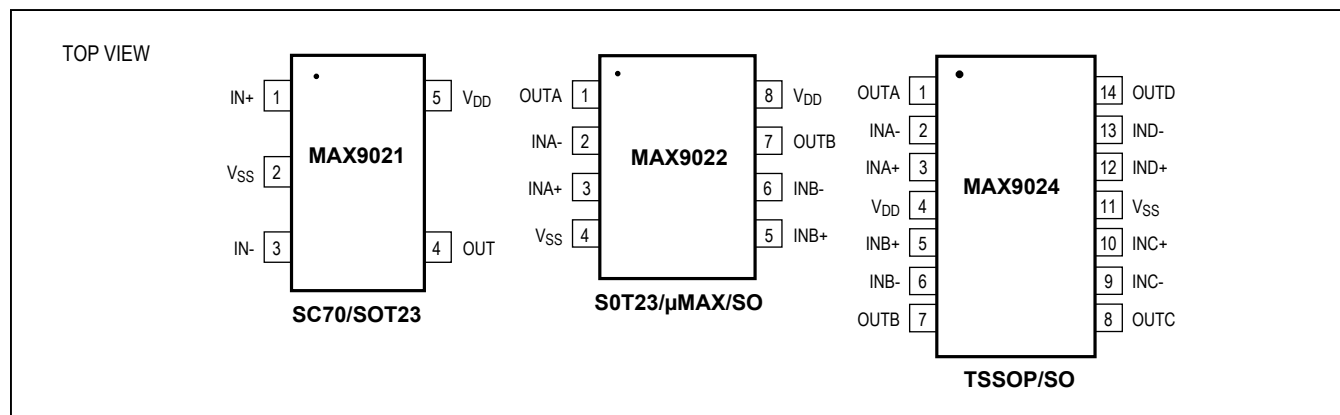 TOP VIEW
IN+ 1
5 VDD
VSS 2
IN- 3
4 OUT
MAX9021
SC70/SOT23
OUTA 1
8 VDD
INA- 2
7 OUTB
INA+ 3
6 INB-
VSS 4
5 INB+
MAX9022
S0T23/µMAX/SO
OUTA 1
14 OUTD
INA- 2
13 IND-
INA+ 3
12 IND+
VDD 4
11 VSS
INB+ 5
10 INC+
INB- 6
9 INC-
OUTB 7
8 OUTC
MAX9024
TSSOP/SO